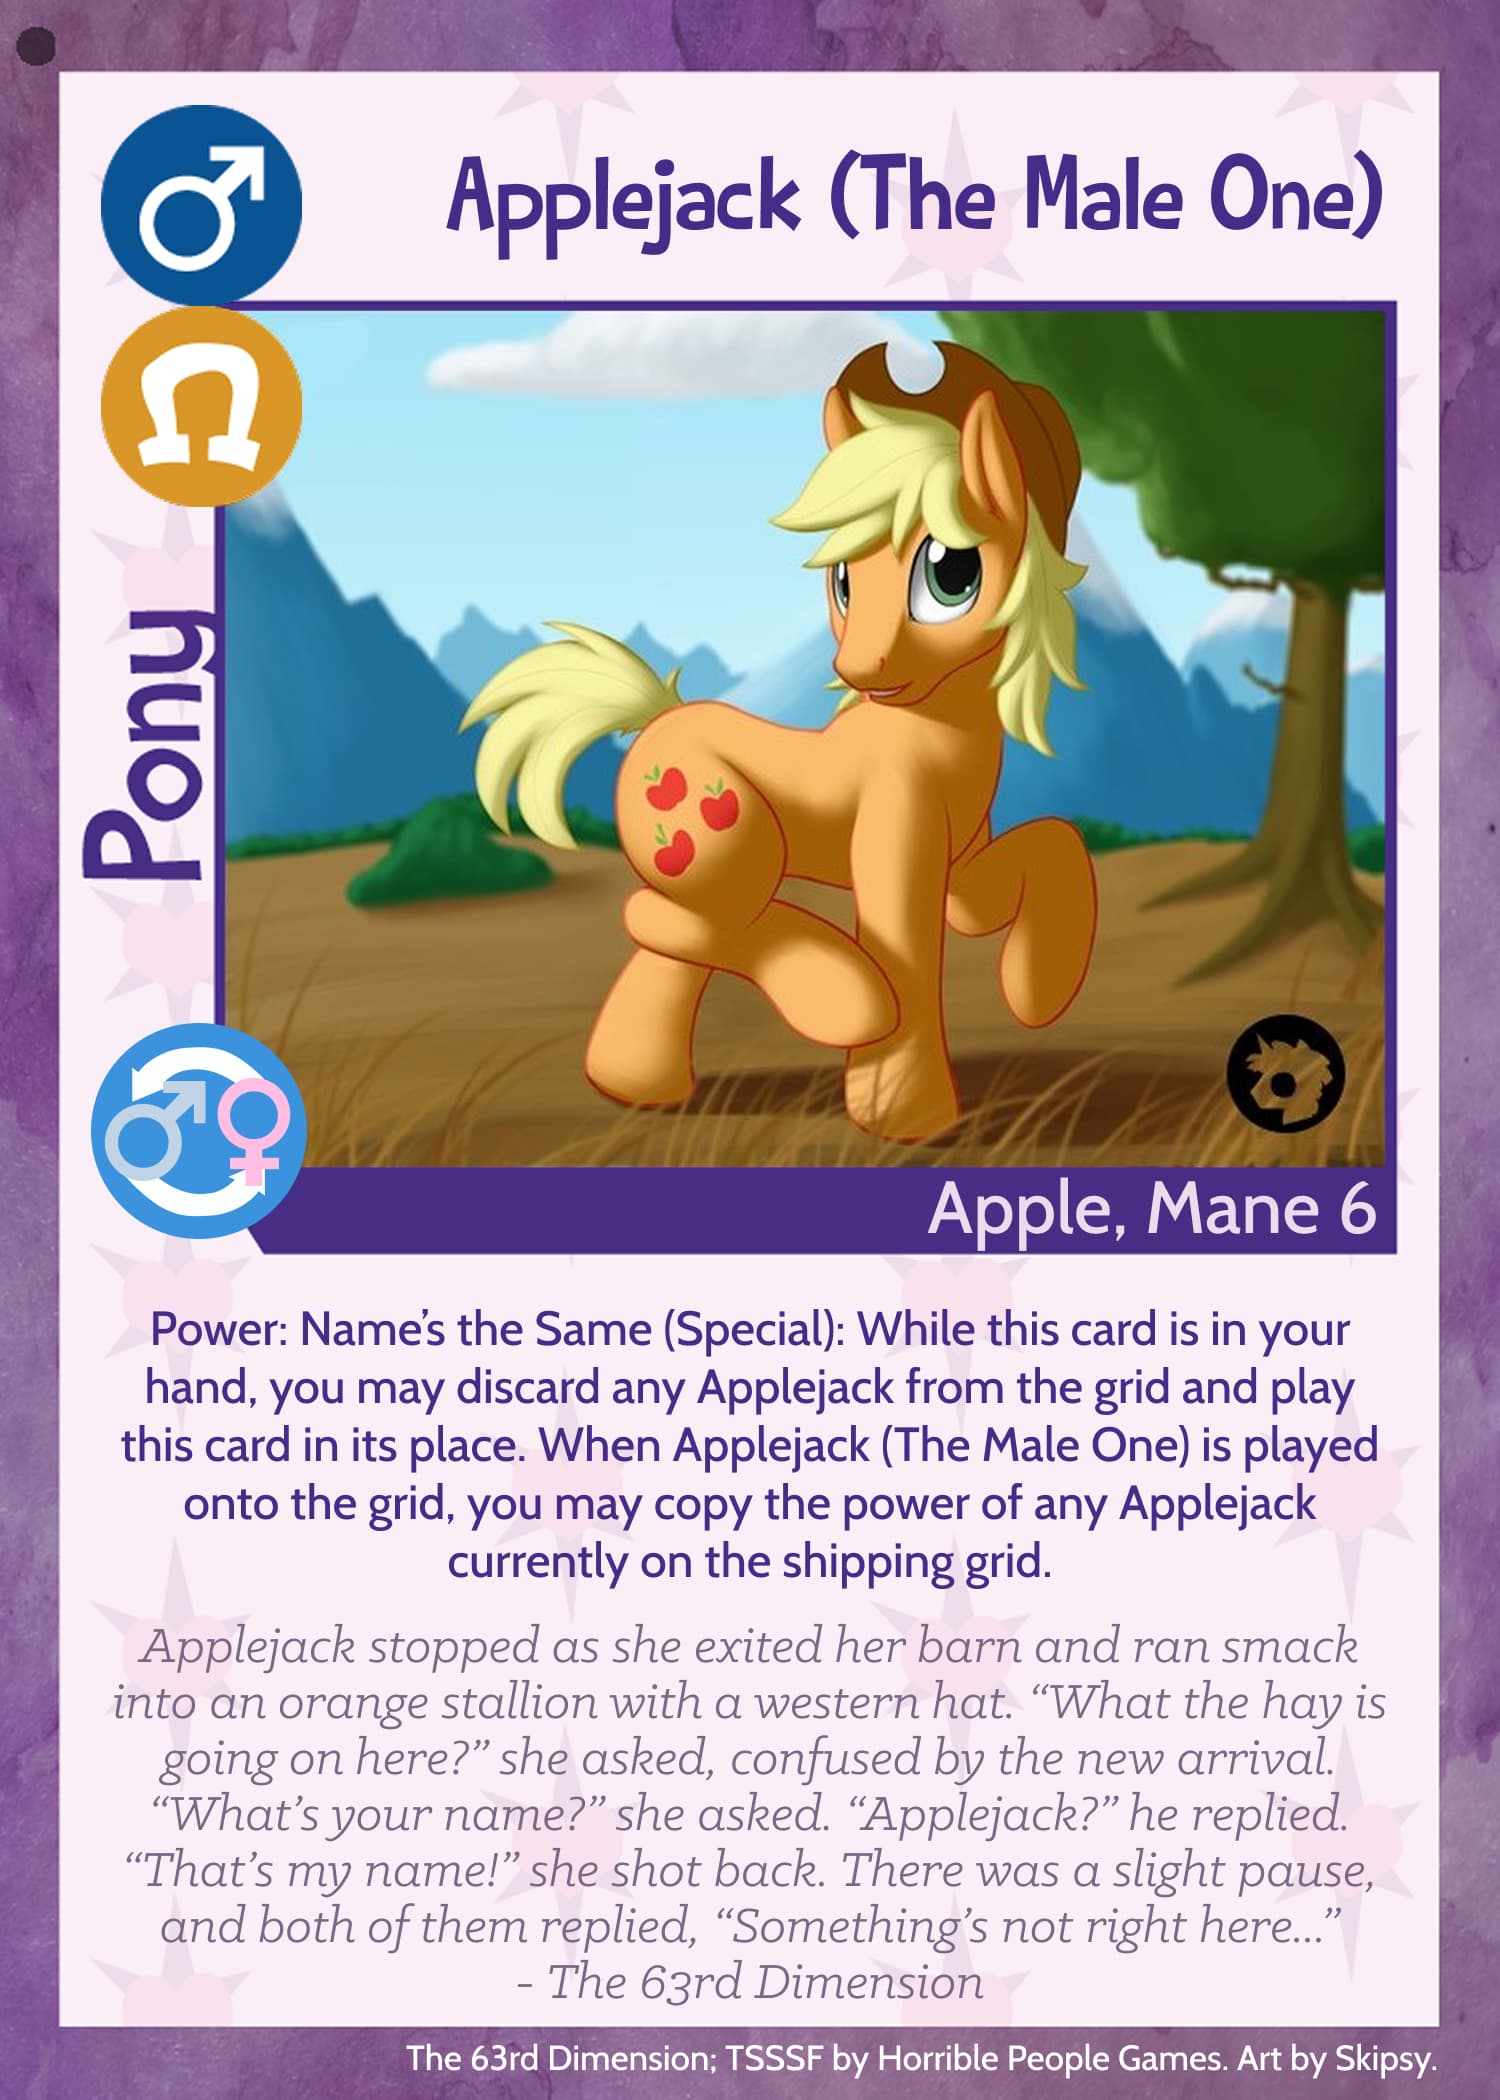 Applejack (The Male One)
Pony
Apple, Mane 6
Power: Name's the Same (Special): While this card is in your
hand, you may discard any Applejack from the grid and play
this card in its place. When Applejack (The Male One) is played
onto the grid, you may copy the power of any Applejack
currently on the shipping grid.
Applejack stopped as she exited her barn and ran smack
into an orange stallion with a western hat. “What the hay is
going on here?” she asked, confused by the new arrival.
“What’s your name?” she asked. “Applejack?” he replied.
“That’s my name!” she shot back. There was a slight pause,
and both of them replied, “Something’s not right here...”
- The 63rd Dimension
The 63rd Dimension; TSSSF by Horrible People Games. Art by Skipsy.